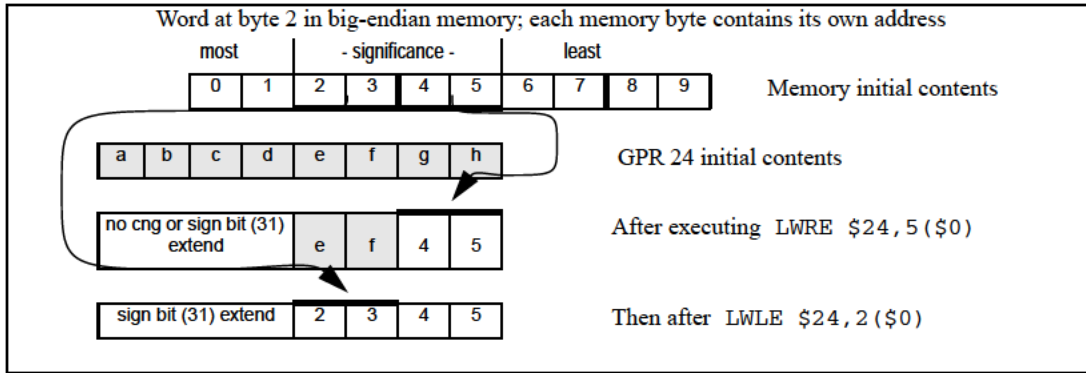 Word at byte 2 in big-endian memory; each memory byte contains its own address
most - significance - least
0 1 2 3 4 5 6 7 8 9 Memory initial contents
a b c d e f g h GPR 24 initial contents
no cng or sign bit (31)
extend e f 4 5 After executing LWRE $24,5($0)
sign bit (31) extend 2 3 4 5 Then after LWLE $24,2($0)